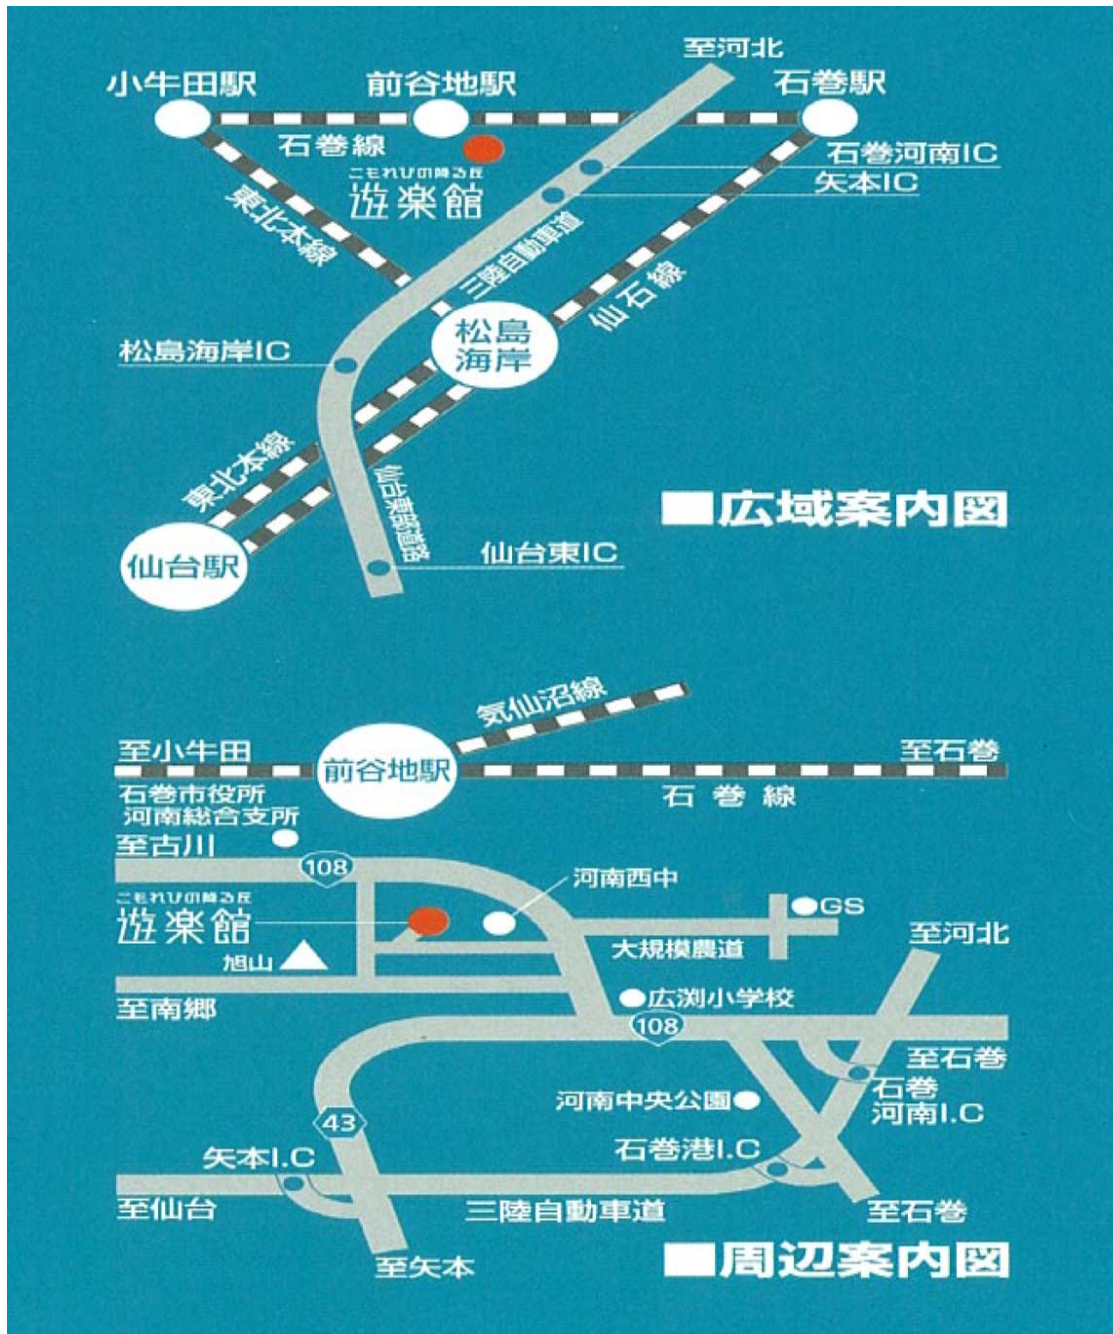 至河北
小牛田駅
前谷地駅
石巻駅
石巻線
石巻河南IC
こもれびの降る丘
遊楽館
矢本IC
東北本線
三陸自動車道
仙石線
松島
海岸
松島海岸IC
東北本線
仙台東部道路
■広域案内図
仙台東IC
仙台駅
気仙沼線
至小牛田
前谷地駅
至石巻
石巻市役所
河南総合支所
石巻線
至古川
108
河南西中
こもれびの降る丘
遊楽館
GS
旭山
大規模農道
至河北
至南郷
広渕小学校
108
至石巻
石巻
河南I.C
河南中央公園
43
矢本I.C
石巻港I.C
至仙台
三陸自動車道
至石巻
至矢本
■周辺案内図